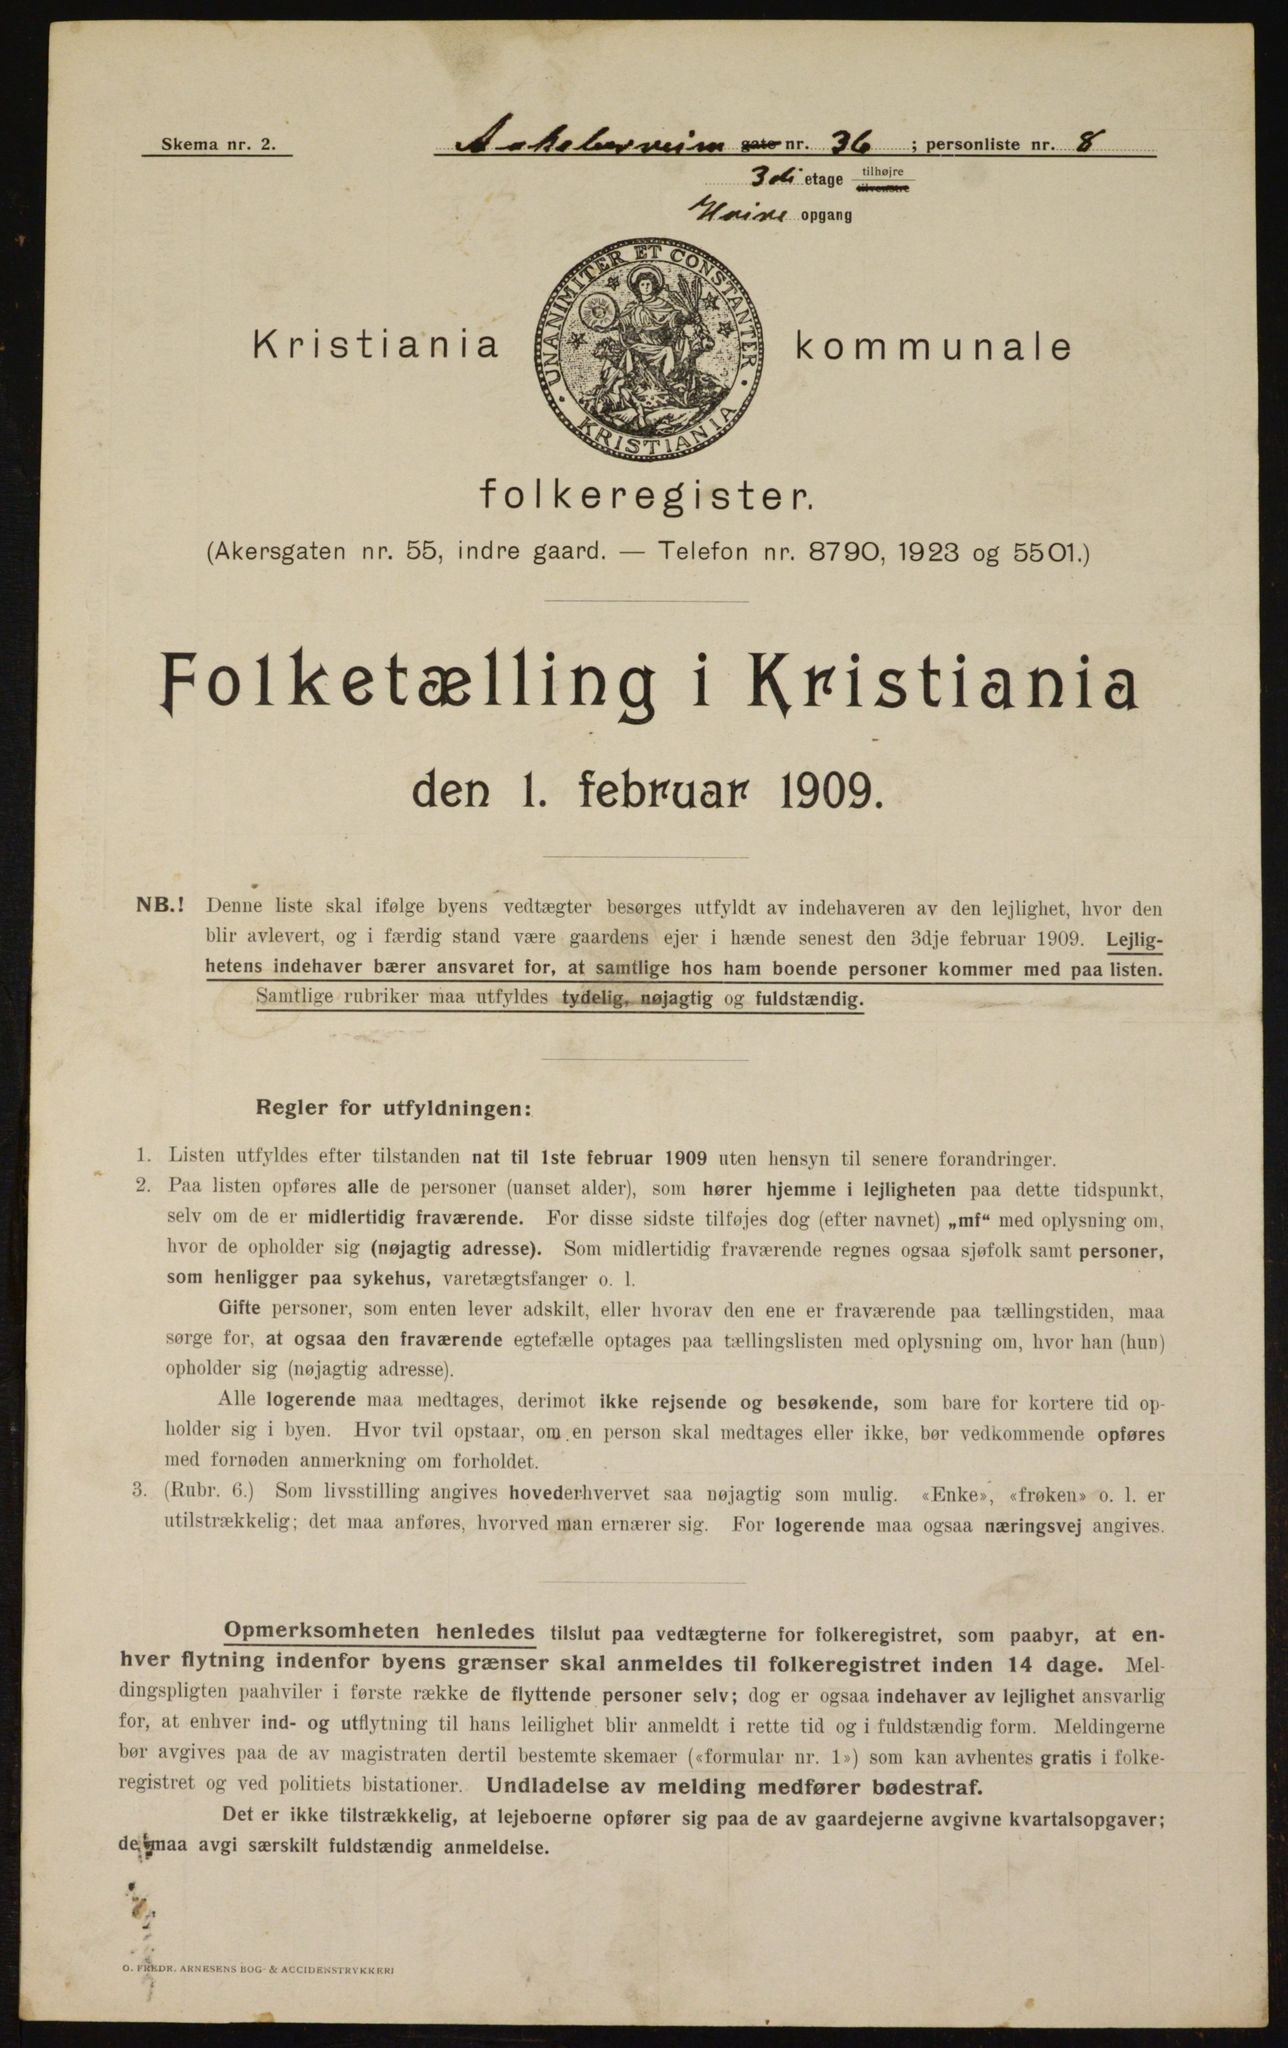 Skema nr. 2.
Aakebergveien gate nr. 36 ; personliste nr. 8
3di etage tilhøjre
tilvenstre
opgang
UNANIMITER ET CONSTANTER
KRISTIANIA
Kristiania kommunale
folkeregister.
(Akersgaten nr. 55, indre gaard. — Telefon nr. 8790, 1923 og 5501.)
Folketælling i Kristiania
den 1. februar 1909.
NB.! Denne liste skal ifølge byens vedtægter besørges utfyldt av indehaveren av den lejlighet, hvor den
blir avlevert, og i færdig stand være gaardens ejer i hænde senest den 3dje februar 1909. Lejlig-
hetens indehaver bærer ansvaret for, at samtlige hos ham boende personer kommer med paa listen.
Samtlige rubriker maa utfyldes tydelig, nøjagtig og fuldstændig.
Regler for utfyldningen:
1. Listen utfyldes efter tilstanden nat til 1ste februar 1909 uten hensyn til senere forandringer.
2. Paa listen opføres alle de personer (uanset alder), som hører hjemme i lejligheten paa dette tidspunkt,
selv om de er midlertidig fraværende. For disse sidste tilføjes dog (efter navnet) „mf“ med oplysning om,
hvor de opholder sig (nøjagtig adresse). Som midlertidig fraværende regnes ogsaa sjøfolk samt personer,
som henligger paa sykehus, varetægtsfanger o. l.
Gifte personer, som enten lever adskilt, eller hvorav den ene er fraværende paa tællingstiden, maa
sørge for, at ogsaa den fraværende egtefælle optages paa tællingslisten med oplysning om, hvor han (hun)
opholder sig (nøjagtig adresse).
Alle logerende maa medtages, derimot ikke rejsende og besøkende, som bare for kortere tid op-
holder sig i byen. Hvor tvil opstaar, om en person skal medtages eller ikke, bør vedkommende opføres
med fornøden anmerkning om forholdet.
3. (Rubr. 6.) Som livsstilling angives hovederhvervet saa nøjagtig som mulig. «Enke», «frøken» o. l. er
utilstrækkelig; det maa anføres, hvorved man ernærer sig. For logerende maa ogsaa næringsvej angives.
Opmerksomheten henledes tilslut paa vedtægterne for folkeregistret, som paabyr, at en-
hver flytning indenfor byens grænser skal anmeldes til folkeregistret inden 14 dage. Mel-
dingspligten paahviler i første række de flyttende personer selv; dog er ogsaa indehaver av lejlighet ansvarlig
for, at enhver ind- og utflytning til hans leilighet blir anmeldt i rette tid og i fuldstændig form. Meldingerne
bør avgives paa de av magistraten dertil bestemte skemaer («formular nr. 1») som kan avhentes gratis i folke-
registret og ved politiets bistationer. Undladelse av melding medfører bødestraf.
Det er ikke tilstrækkelig, at lejeboerne opfører sig paa de av gaardejerne avgivne kvartalsopgaver;
de maa avgi særskilt fuldstændig anmeldelse.
O. FREDR. ARNESENS BOG- & ACCIDENSTRYKKERI